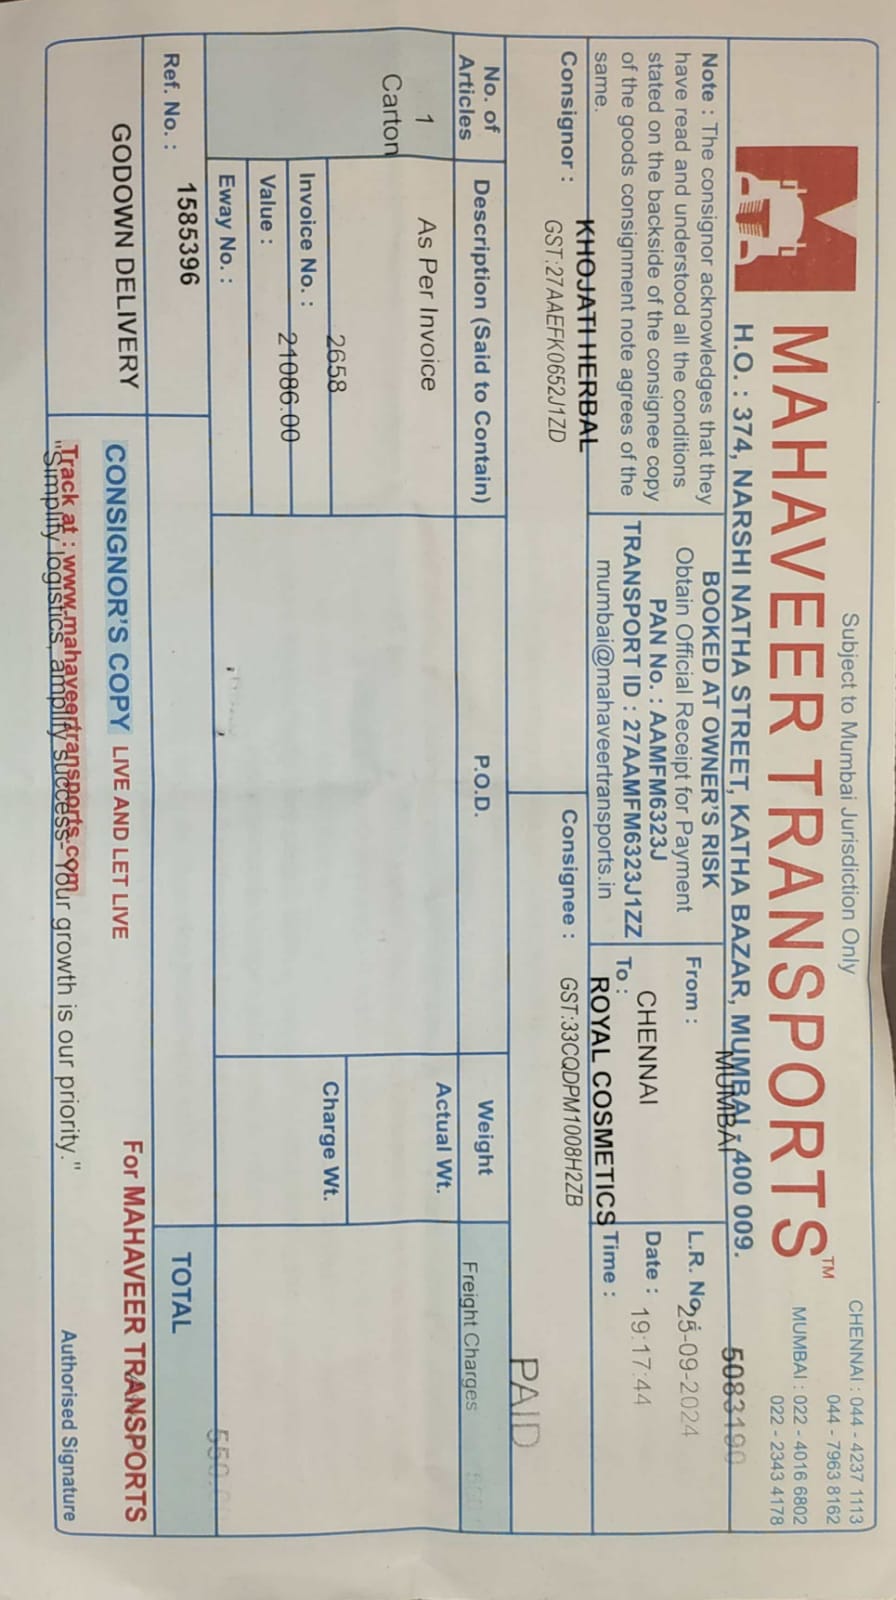 Subject to Mumbai Jurisdiction Only
MAHAVEER TRANSPORTS™
CHENNAI : 044 - 4237 1113
044 - 7963 8162
MUMBAI : 022 - 4016 6802
022 - 2343 4178
H.O. : 374, NARSHI NATHA STREET, KATHA BAZAR, MUMBAI - 400 009.
Note : The consignor acknowledges that they
have read and understood all the conditions
stated on the backside of the consignee copy
of the goods consignment note agrees of the
same.
BOOKED AT OWNER'S RISK
Obtain Official Receipt for Payment
PAN No. : AAMFM6323J
TRANSPORT ID : 27AAMFM6323J1ZZ
mumbai@mahaveertransports.in
From :
MUMBAI
To :
CHENNAI
L.R. No.:
5083190
Date :
25-09-2024
Time :
19:17:44
Consignor :
KHOJATI HERBAL
GST:27AAEFK0652J1ZD
Consignee :
ROYAL COSMETICS
GST:33CQDPM1008H2ZB
PAID
No. of
Articles
Description (Said to Contain)
P.O.D.
Weight
Freight Charges
1
Carton
As Per Invoice
Actual Wt.
Charge Wt.
Invoice No. :
2658
Value :
21086.00
Eway No. :
Ref. No. :
1585396
TOTAL
GODOWN DELIVERY
CONSIGNOR'S COPY
LIVE AND LET LIVE
For MAHAVEER TRANSPORTS
Track at : www.mahaveertransports.com
"Simplify logistics, amplify success- Your growth is our priority."
Authorised Signature